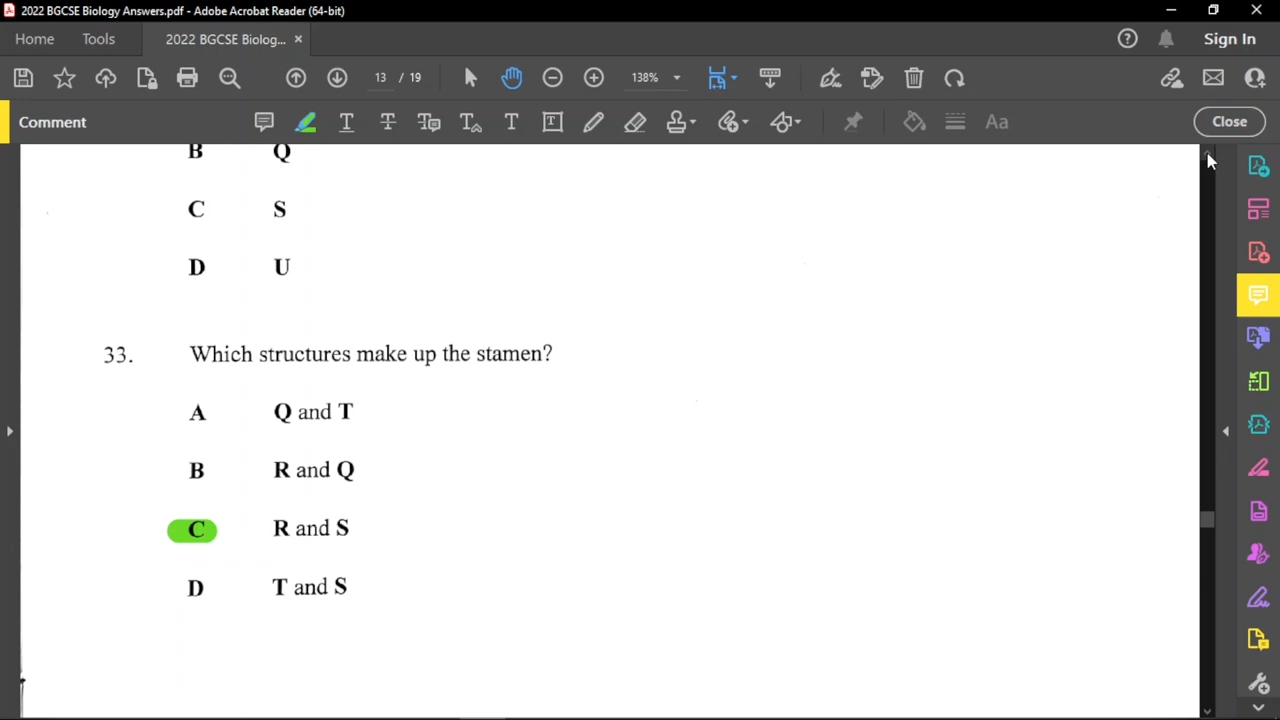 2022 BGCSE Biology Answers.pdf - Adobe Acrobat Reader (64-bit)
Home Tools 2022 BGCSE Biolog... × Sign In
13 / 19 138%
Comment Aa Close
B Q
C S
D U
33. Which structures make up the stamen?
A Q and T
B R and Q
C R and S
D T and S